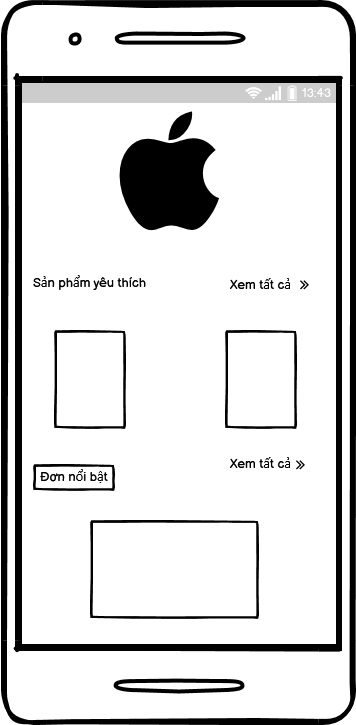 13:43
Sản phẩm yêu thích
Xem tất cả
Đơn nổi bật
Xem tất cả